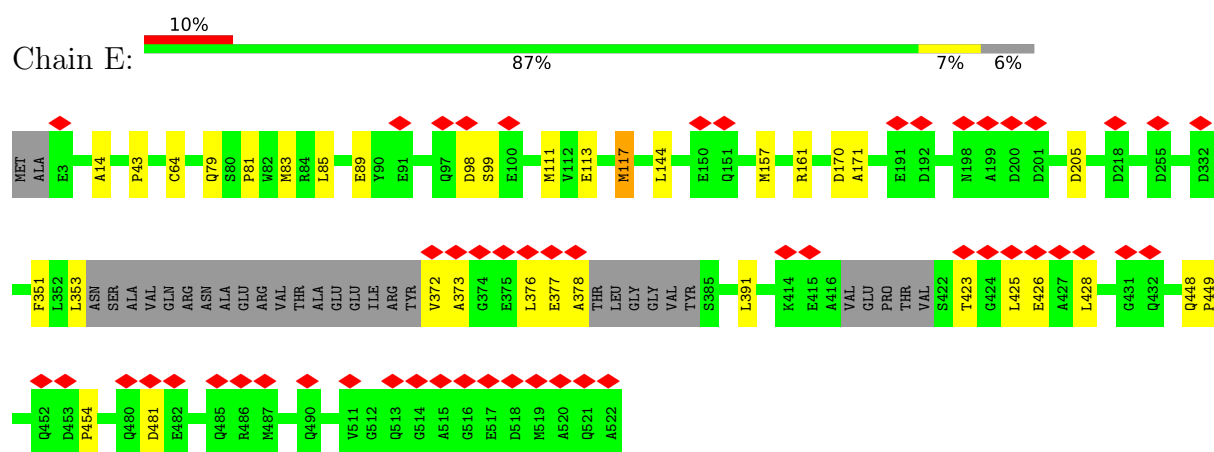 10%
Chain E:
87% 7% 6%
MET ALA E3 A14 P43 C64 Q79 S80 P81 W82 M83 R84 L85 E89 Y90 E91 Q97 D98 S99 E100 M111 V112 E113 M117 L144 E150 Q151 M157 R161 D170 A171 E191 D192 N198 A199 D200 D201 D205 D218 D255 D332
F351 L352 L353 ASN SER ALA VAL GLN ARG ASN ALA GLU ARG VAL THR ALA GLU GLU ILE ARG TYR V372 A373 G374 E375 L376 E377 A378 THR LEU GLY GLY VAL TYR S385 L391 K414 E415 A416 VAL GLU PRO THR VAL S422 T423 G424 L425 E426 A427 L428 G431 Q432 Q448 P449
Q452 D453 P454 Q480 D481 E482 Q485 R486 M487 Q490 V511 G512 Q513 G514 A515 G516 E517 D518 M519 A520 Q521 A522